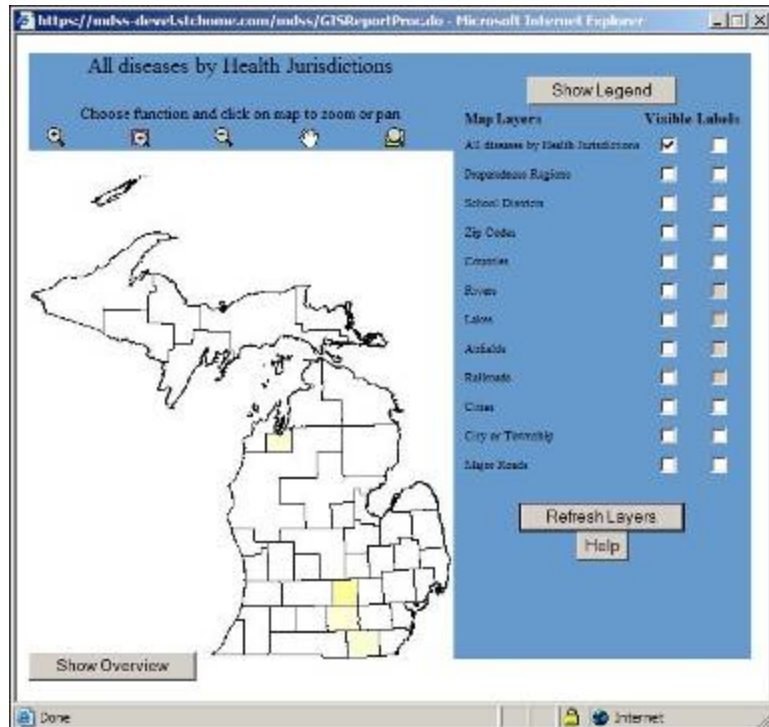 https://mdss-devel.stchome.com/mdss/GISReportProc.do - Microsoft Internet Explorer
All diseases by Health Jurisdictions
Choose function and click on map to zoom or pan
Show Legend
Map Layers Visible Labels
All diseases by Health Jurisdictions
Preparedness Regions
School Districts
Zip Codes
Counties
Rivers
Lakes
Airfields
Railroads
Cities
City or Township
Major Roads
Refresh Layers
Help
Show Overview
Done
Internet